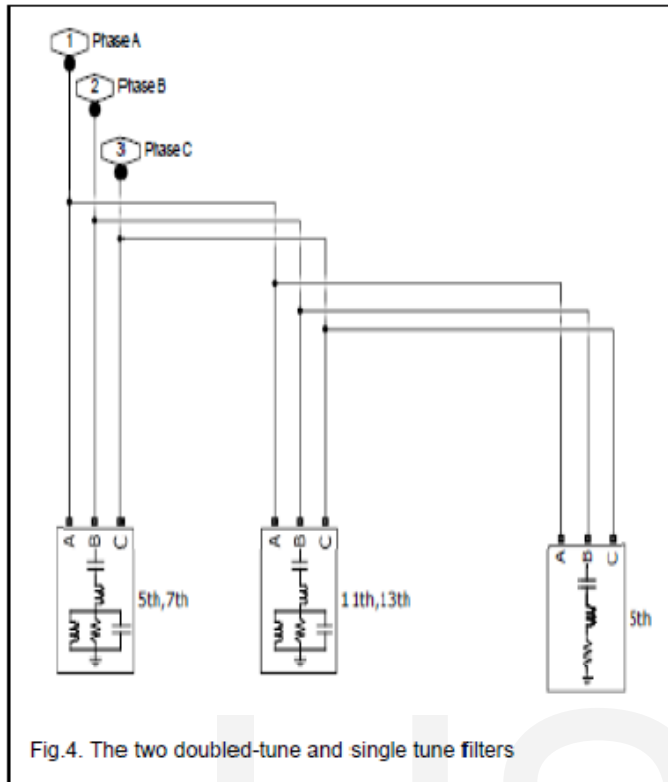 1 Phase A
2 Phase B
3 Phase C
A B C
A B C
A B C
5th,7th
11th,13th
5th
Fig.4. The two doubled-tune and single tune filters